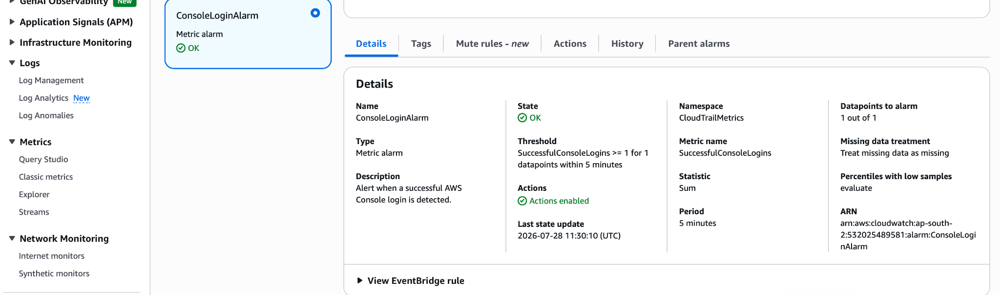 GenAI Observability New
Application Signals (APM)
Infrastructure Monitoring
Logs
Log Management
Log Analytics New
Log Anomalies
Metrics
Query Studio
Classic metrics
Explorer
Streams
Network Monitoring
Internet monitors
Synthetic monitors
ConsoleLoginAlarm
Metric alarm
OK
Details
Tags
Mute rules - new
Actions
History
Parent alarms
Details
Name
ConsoleLoginAlarm
Type
Metric alarm
Description
Alert when a successful AWS
Console login is detected.
State
OK
Threshold
SuccessfulConsoleLogins >= 1 for 1
datapoints within 5 minutes
Actions
Actions enabled
Last state update
2026-07-28 11:30:10 (UTC)
Namespace
CloudTrailMetrics
Metric name
SuccessfulConsoleLogins
Statistic
Sum
Period
5 minutes
Datapoints to alarm
1 out of 1
Missing data treatment
Treat missing data as missing
Percentiles with low samples
evaluate
ARN
arn:aws:cloudwatch:ap-south-
2:532025489581:alarm:ConsoleLogi
nAlarm
View EventBridge rule